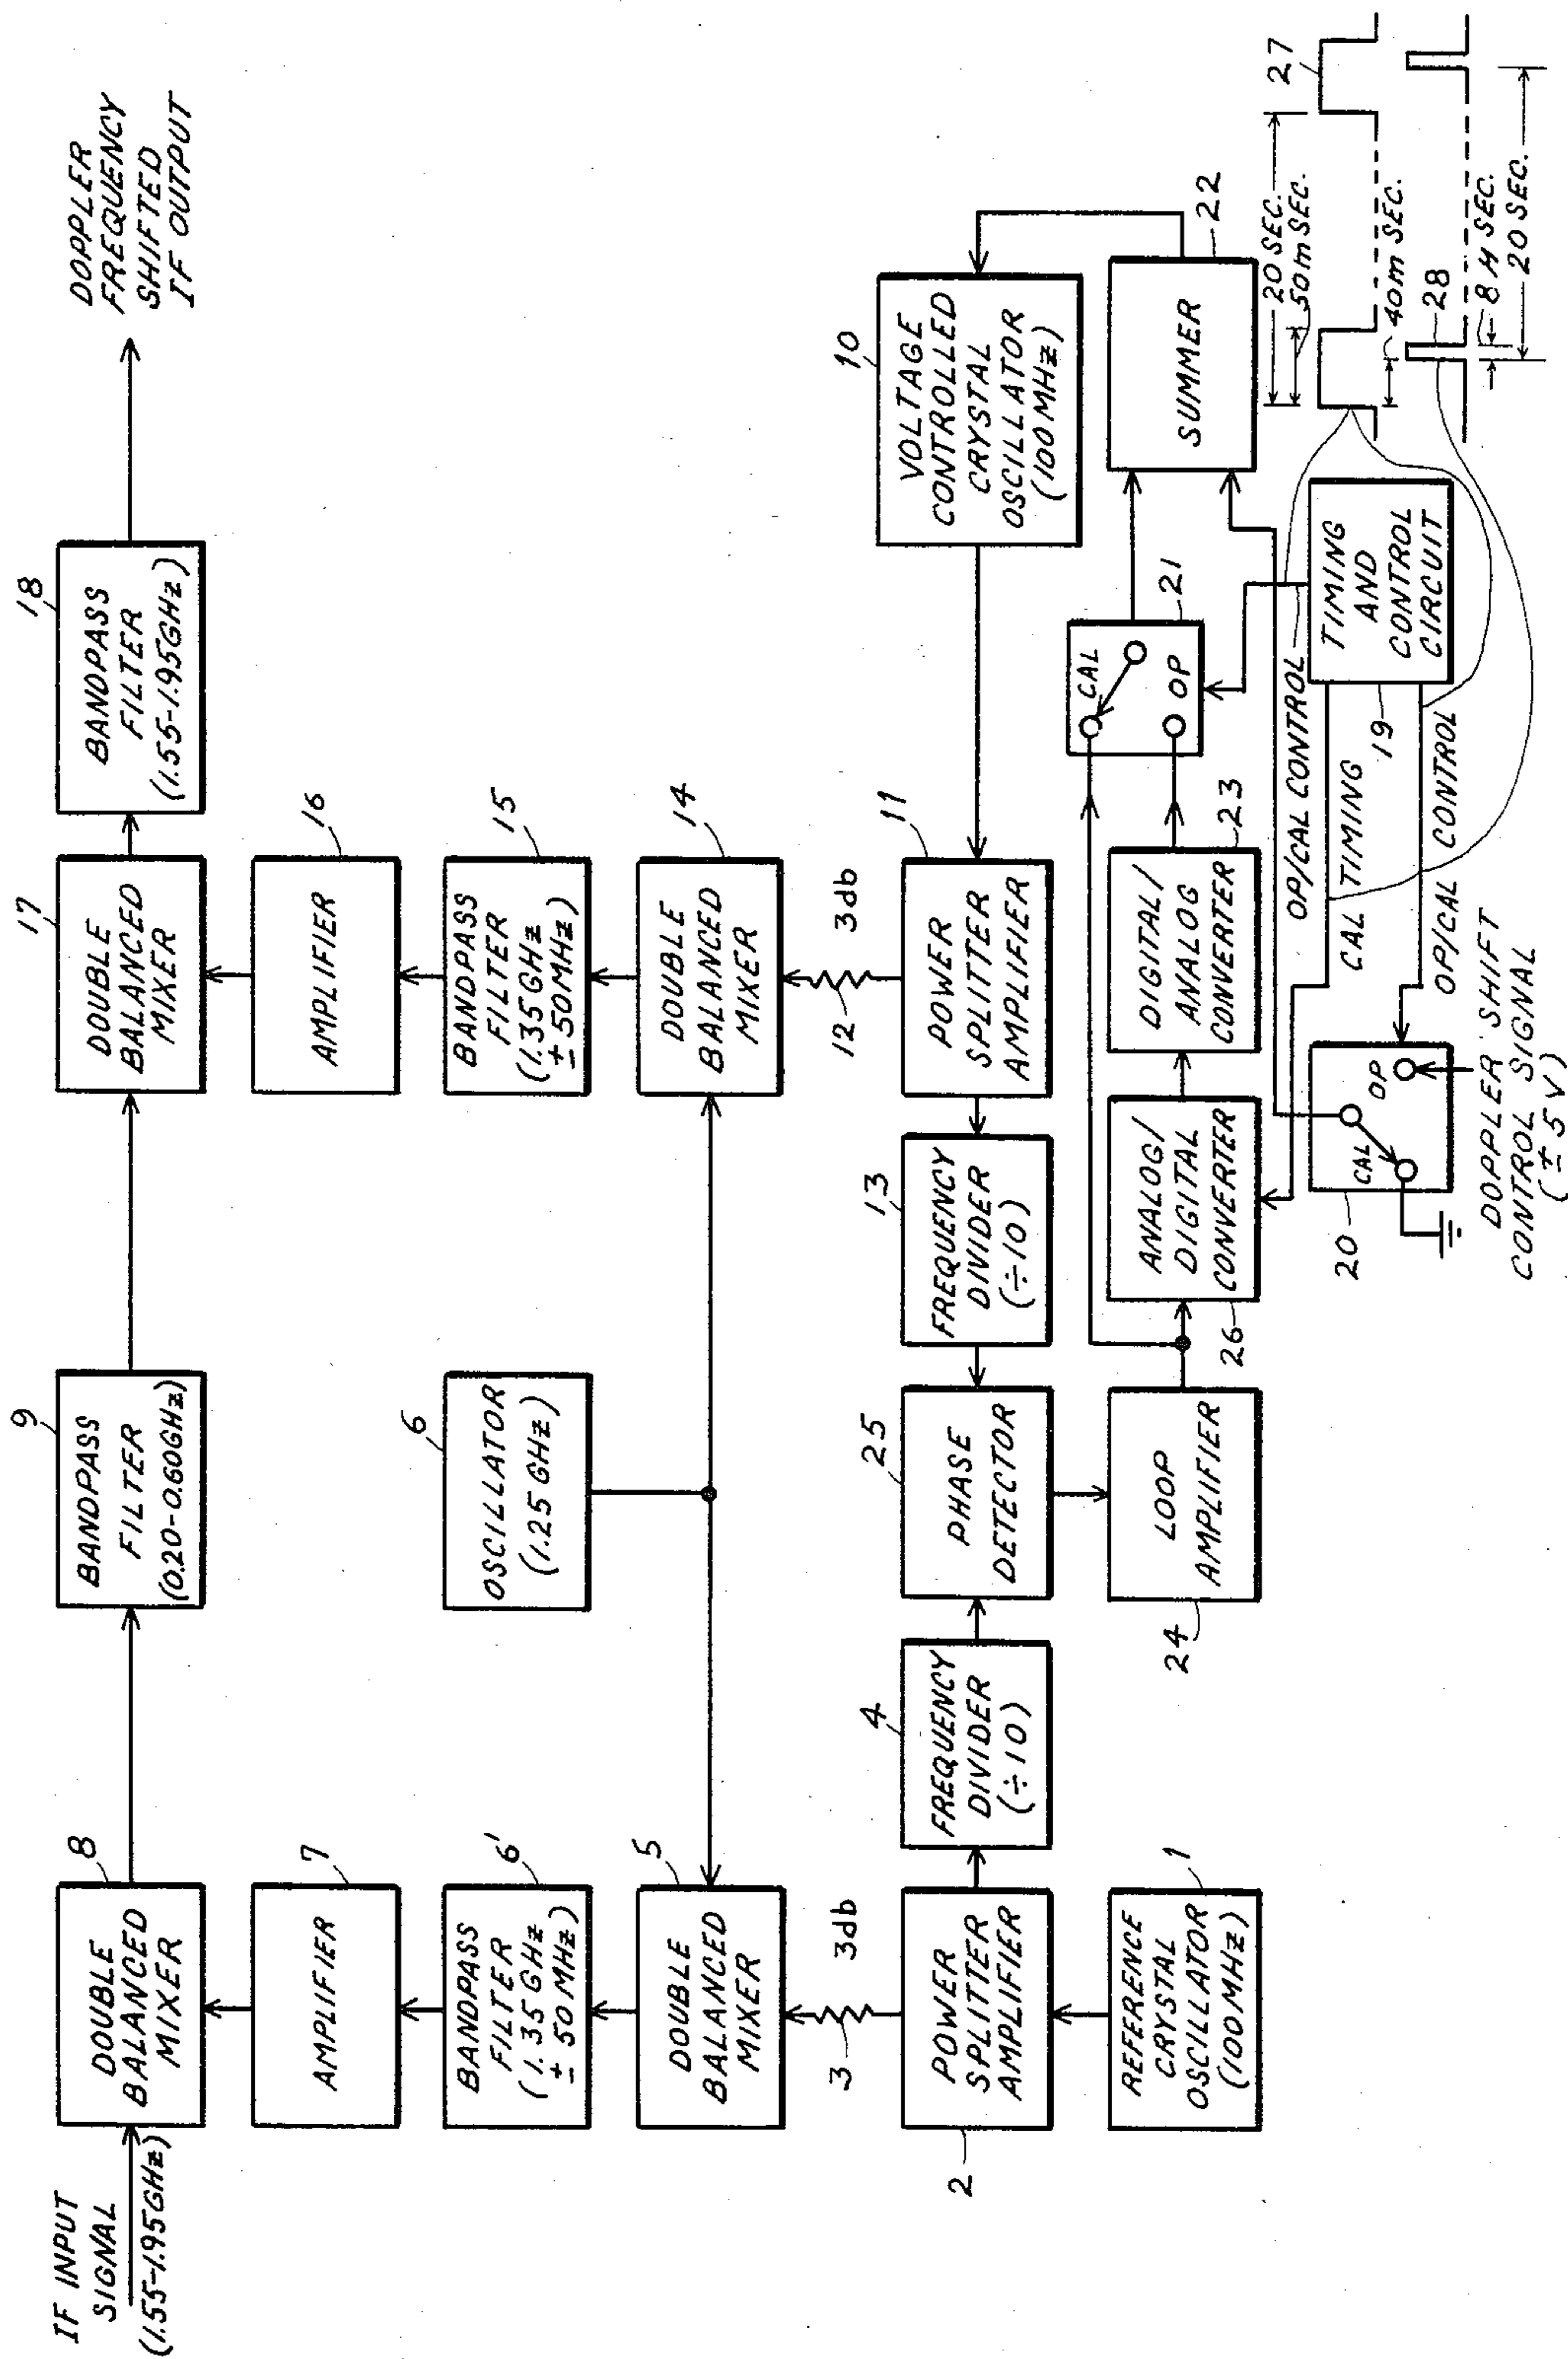 IF INPUT
SIGNAL
(1.55-1.95GHz)
8
DOUBLE
BALANCED
MIXER
9
BANDPASS
FILTER
(0.20-0.60GHz)
17
DOUBLE
BALANCED
MIXER
18
BANDPASS
FILTER
(1.55-1.95GHz)
DOPPLER
FREQUENCY
SHIFTED
IF OUTPUT
7
AMPLIFIER
16
AMPLIFIER
6'
BANDPASS
FILTER
(1.35 GHz
± 50 MHz)
6
OSCILLATOR
(1.25 GHz)
15
BANDPASS
FILTER
(1.35GHz
± 50MHz)
5
DOUBLE
BALANCED
MIXER
14
DOUBLE
BALANCED
MIXER
3
3db
12
3db
10
VOLTAGE
CONTROLLED
CRYSTAL
OSCILLATOR
(100 MHz)
2
POWER
SPLITTER
AMPLIFIER
4
FREQUENCY
DIVIDER
(÷10)
25
PHASE
DETECTOR
13
FREQUENCY
DIVIDER
(÷10)
11
POWER
SPLITTER
AMPLIFIER
1
REFERENCE
CRYSTAL
OSCILLATOR
(100 MHz)
24
LOOP
AMPLIFIER
26
ANALOG/
DIGITAL
CONVERTER
23
DIGITAL/
ANALOG
CONVERTER
21
CAL
OP
22
SUMMER
OP/CAL CONTROL
CAL TIMING
19
TIMING
AND
CONTROL
CIRCUIT
OP/CAL CONTROL
20
CAL
OP
DOPPLER SHIFT
CONTROL SIGNAL
(± 5V)
20 SEC.
50m SEC.
27
40m SEC.
28
8 μ SEC.
20 SEC.